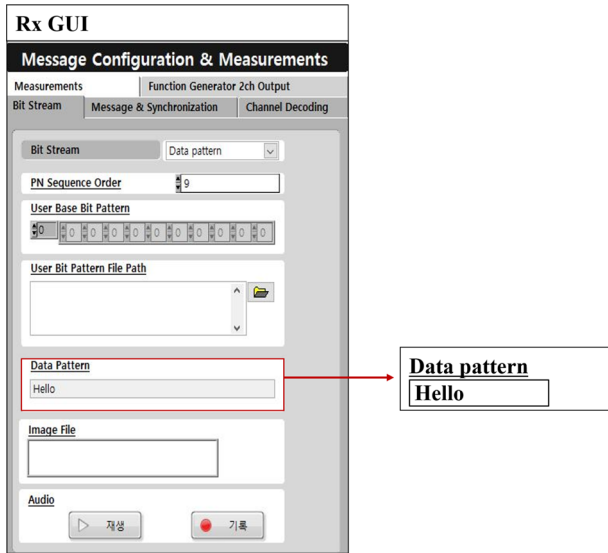 Rx GUI
Message Configuration & Measurements
Measurements Function Generator 2ch Output
Bit Stream Message & Synchronization Channel Decoding
Bit Stream Data pattern
PN Sequence Order 9
User Base Bit Pattern
0 0 0 0 0 0 0 0 0 0 0
User Bit Pattern File Path
Data Pattern
Hello
Image File
Audio
재생 기록
Data pattern
Hello